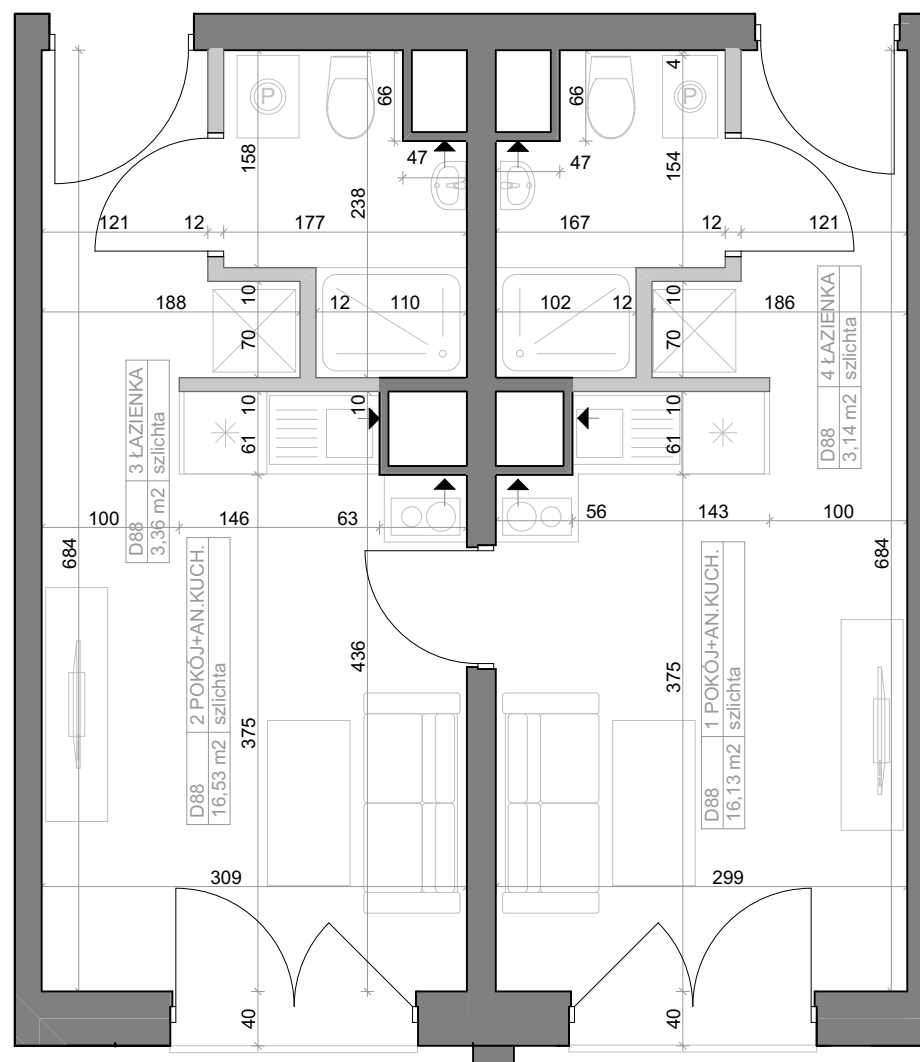 P
P
4
66
66
158
238
47
47
154
121
12
177
167
12
121
188
10
12
110
102
12
10
186
70
70
D88
3 ŁAZIENKA
3,36 m2
szlichta
D88
4 ŁAZIENKA
3,14 m2
szlichta
10
10
10
61
61
100
146
63
56
143
100
684
684
D88
2 POKÓJ+AN.KUCH.
16,53 m2
szlichta
D88
1 POKÓJ+AN.KUCH.
16,13 m2
szlichta
436
375
375
309
299
40
40